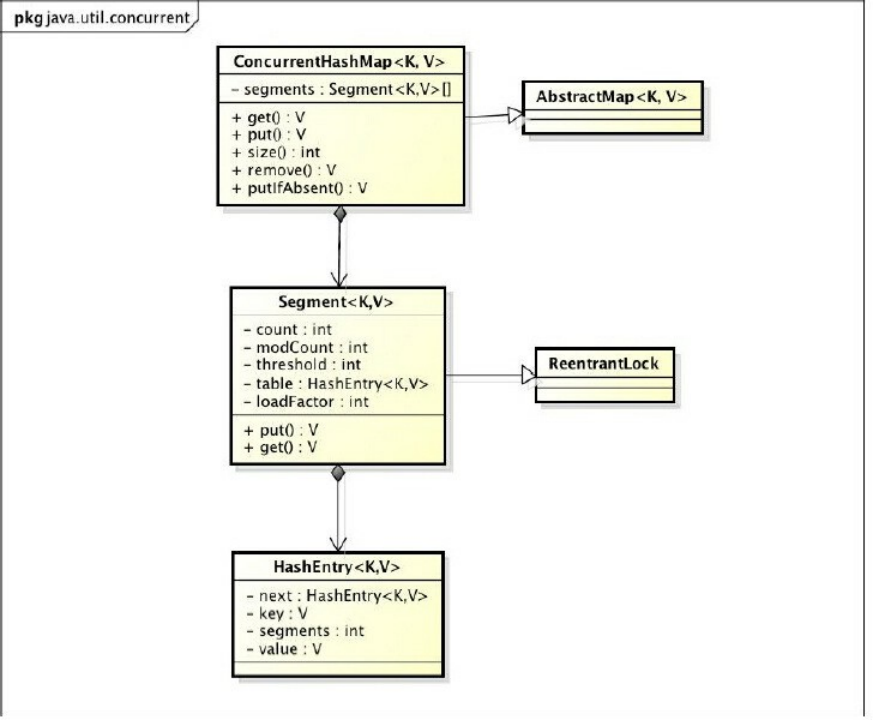 pkg java.util.concurrent
ConcurrentHashMap<K, V>
- segments : Segment<K,V>[]
+ get() : V
+ put() : V
+ size() : int
+ remove() : V
+ putIfAbsent() : V
AbstractMap<K, V>
Segment<K,V>
- count : int
- modCount : int
- threshold : int
- table : HashEntry<K,V>
- loadFactor : int
+ put() : V
+ get() : V
ReentrantLock
HashEntry<K,V>
- next : HashEntry<K,V>
- key : V
- segments : int
- value : V